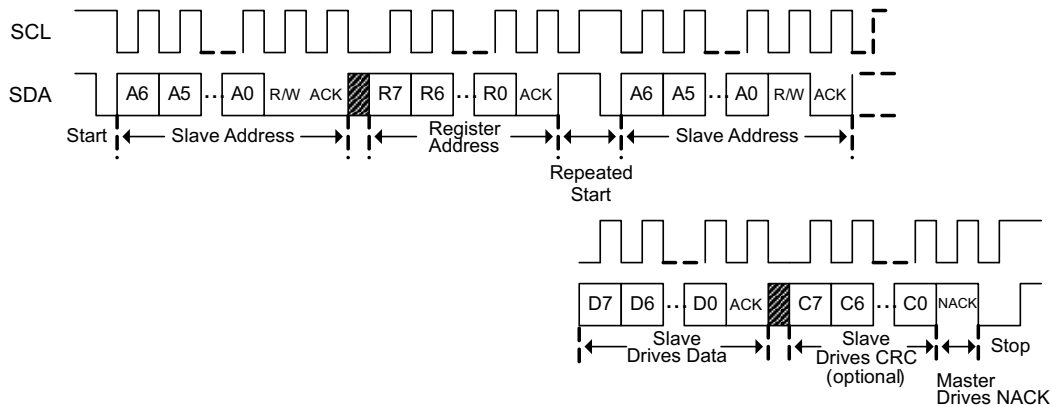 SCL
SDA
A6 A5 ... A0 R/W ACK R7 R6 ... R0 ACK A6 A5 ... A0 R/W ACK
Start Slave Address Register Address Slave Address
Repeated
Start
D7 D6 ... D0 ACK C7 C6 ... C0 NACK
Slave
Drives Data
Slave
Drives CRC
(optional)
Stop
Master
Drives NACK